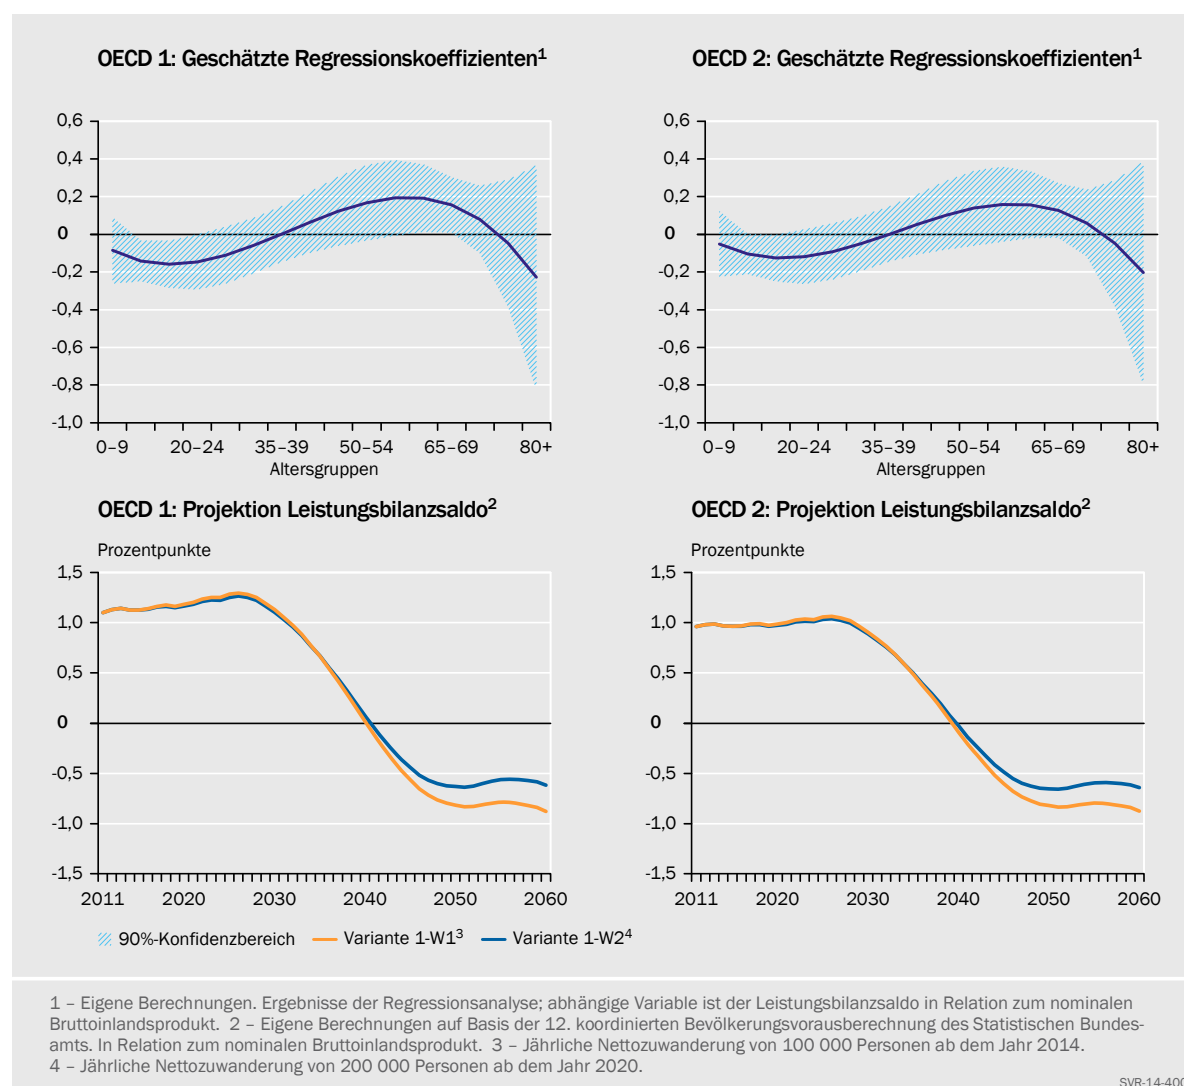 OECD 1: Geschätzte Regressionskoeffizienten¹
OECD 2: Geschätzte Regressionskoeffizienten¹
0,6
0,4
0,2
0
-0,2
-0,4
-0,6
-0,8
-1,0
0–9 20–24 35–39 50–54 65–69 80+
Altersgruppen
0,6
0,4
0,2
0
-0,2
-0,4
-0,6
-0,8
-1,0
0–9 20–24 35–39 50–54 65–69 80+
Altersgruppen
OECD 1: Projektion Leistungsbilanzsaldo²
Prozentpunkte
1,5
1,0
0,5
0
-0,5
-1,0
-1,5
2011 2020 2030 2040 2050 2060
OECD 2: Projektion Leistungsbilanzsaldo²
Prozentpunkte
1,5
1,0
0,5
0
-0,5
-1,0
-1,5
2011 2020 2030 2040 2050 2060
90%-Konfidenzbereich Variante 1-W1³ Variante 1-W2⁴
1 – Eigene Berechnungen. Ergebnisse der Regressionsanalyse; abhängige Variable ist der Leistungsbilanzsaldo in Relation zum nominalen
Bruttoinlandsprodukt. 2 – Eigene Berechnungen auf Basis der 12. koordinierten Bevölkerungsvorausberechnung des Statistischen Bundes-
amts. In Relation zum nominalen Bruttoinlandsprodukt. 3 – Jährliche Nettozuwanderung von 100 000 Personen ab dem Jahr 2014.
4 – Jährliche Nettozuwanderung von 200 000 Personen ab dem Jahr 2020.
SVR-14-400